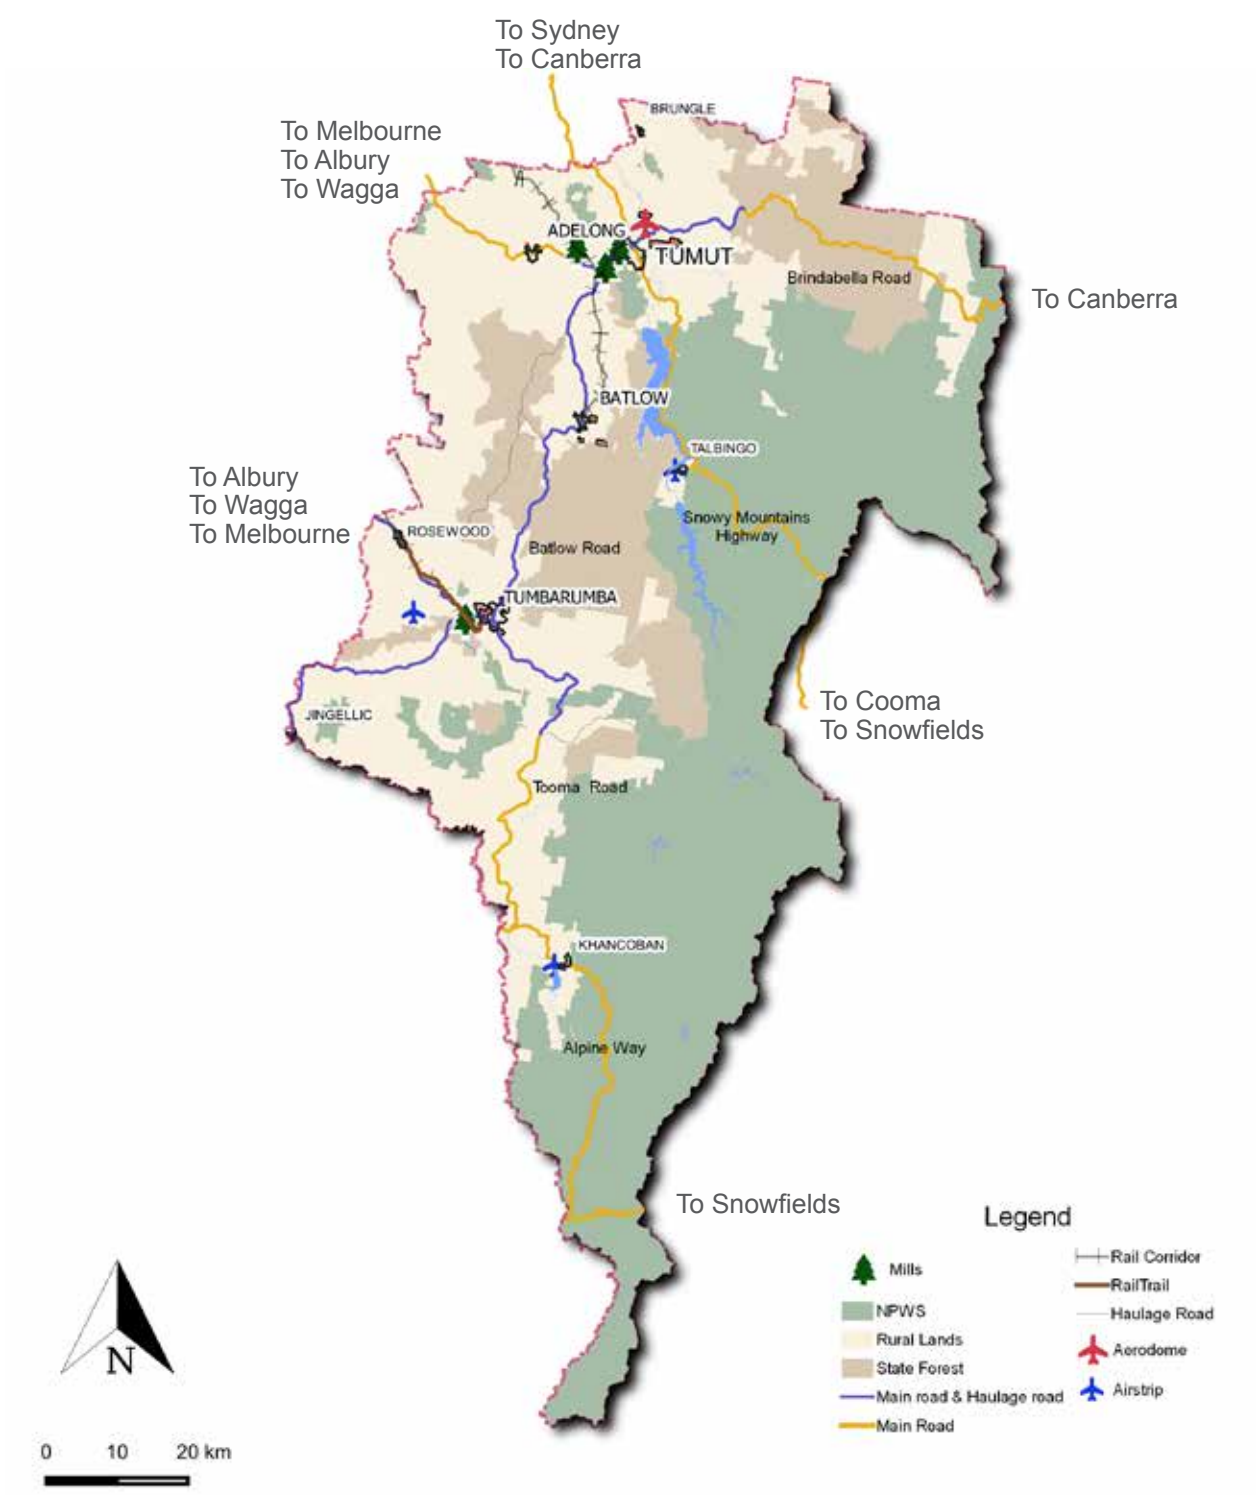 To Sydney
To Canberra
BRUNGLE
To Melbourne
To Albury
To Wagga
ADELONG
TUMUT
Brindabella Road
To Canberra
BATLOW
TALBINGO
To Albury
To Wagga
To Melbourne
ROSEWOOD
Snowy Mountains
Highway
Batlow Road
TUMBARUMBA
To Cooma
To Snowfields
JINGELLIC
Tooma Road
KHANCOBAN
Alpine Way
To Snowfields
Legend
Mills
NPWS
Rural Lands
State Forest
Main road & Haulage road
Main Road
Rail Corridor
RailTrail
Haulage Road
Aerodome
Airstrip
N
0 10 20 km